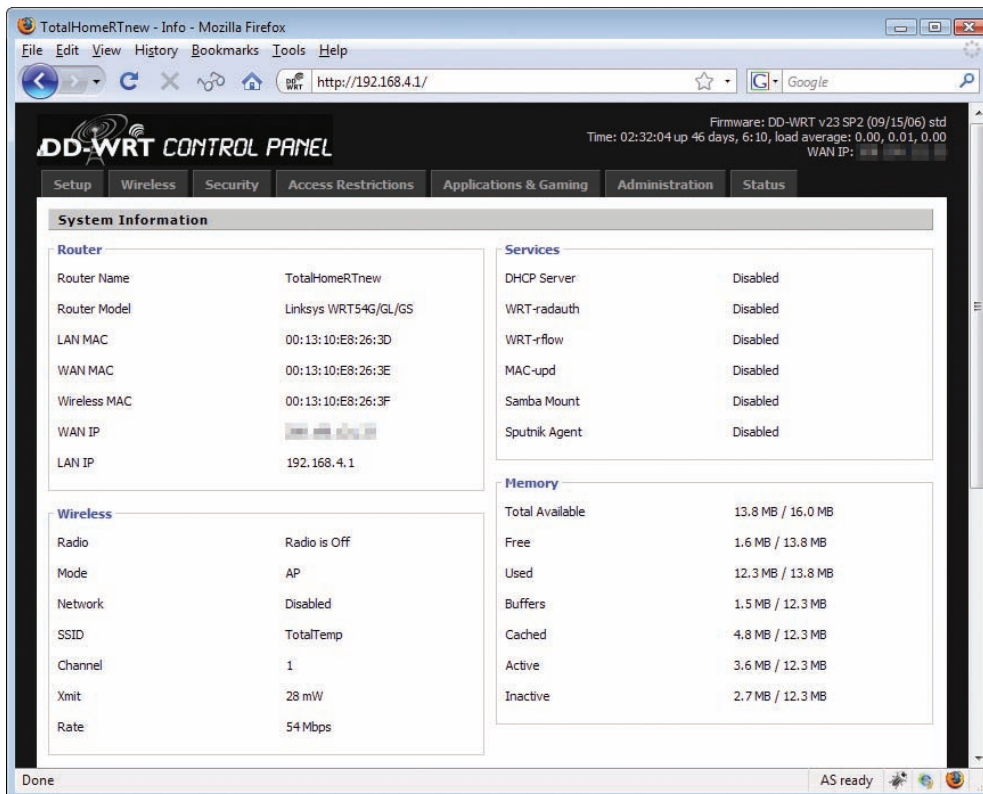 TotalHomeRTnew - Info - Mozilla Firefox
File Edit View History Bookmarks Tools Help
DD WRT http://192.168.4.1/ G Google
Firmware: DD-WRT v23 SP2 (09/15/06) std
Time: 02:32:04 up 46 days, 6:10, load average: 0.00, 0.01, 0.00
WAN IP:
DD-WRT CONTROL PANEL
Setup Wireless Security Access Restrictions Applications & Gaming Administration Status
System Information
Router
Router Name TotalHomeRTnew
Router Model Linksys WRT54G/GL/GS
LAN MAC 00:13:10:E8:26:3D
WAN MAC 00:13:10:E8:26:3E
Wireless MAC 00:13:10:E8:26:3F
WAN IP
LAN IP 192.168.4.1
Wireless
Radio Radio is Off
Mode AP
Network Disabled
SSID TotalTemp
Channel 1
Xmit 28 mW
Rate 54 Mbps
Services
DHCP Server Disabled
WRT-radauth Disabled
WRT-rflow Disabled
MAC-upd Disabled
Samba Mount Disabled
Sputnik Agent Disabled
Memory
Total Available 13.8 MB / 16.0 MB
Free 1.6 MB / 13.8 MB
Used 12.3 MB / 13.8 MB
Buffers 1.5 MB / 12.3 MB
Cached 4.8 MB / 12.3 MB
Active 3.6 MB / 12.3 MB
Inactive 2.7 MB / 12.3 MB
Done AS ready